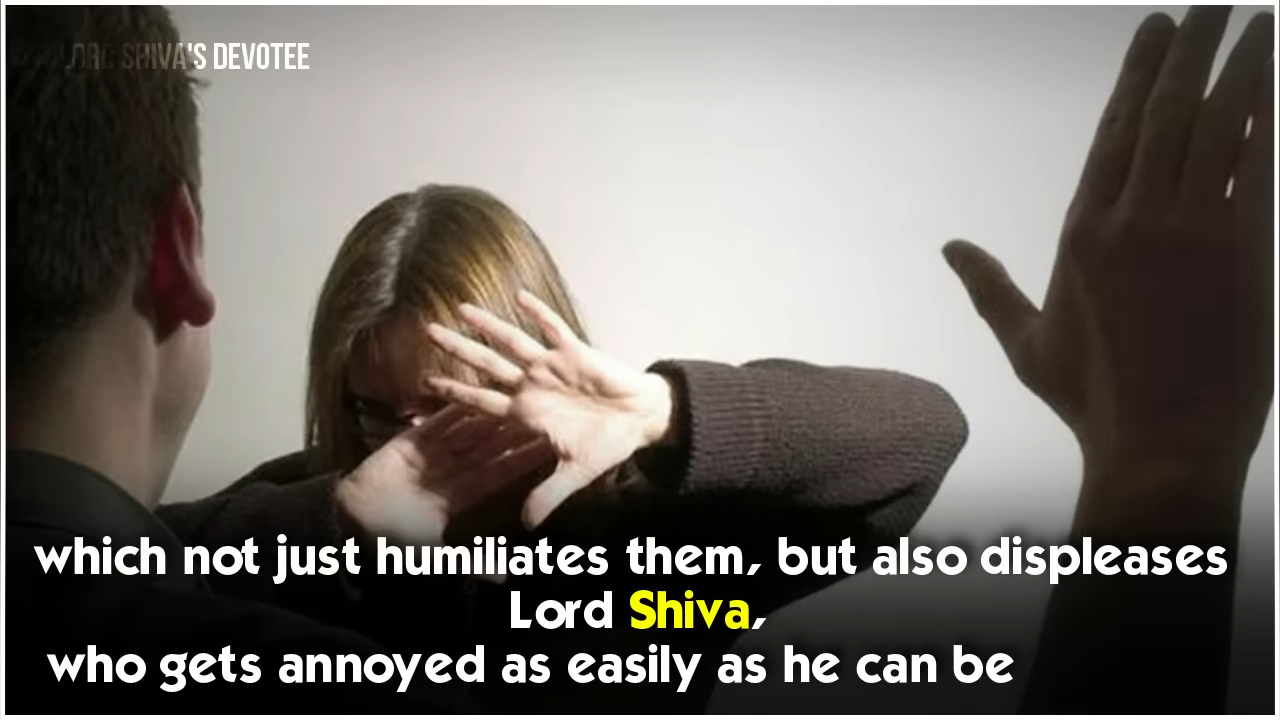 LORD SHIVA'S DEVOTEE
which not just humiliates them, but also displeases
Lord Shiva,
who gets annoyed as easily as he can be